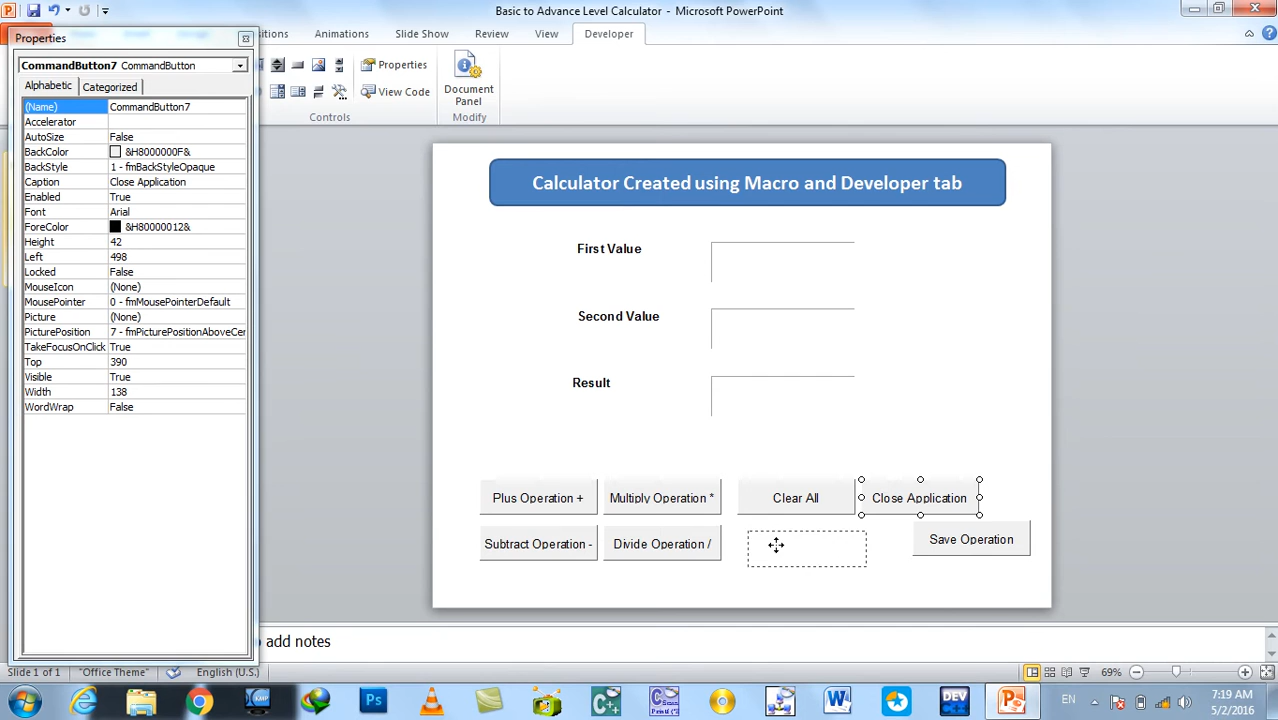 Basic to Advance Level Calculator - Microsoft PowerPoint
Properties
sitions
Animations
Slide Show
Review
View
Developer
CommandButton7 CommandButton
Alphabetic
Categorized
(Name) CommandButton7
Accelerator
AutoSize False
BackColor &H8000000F&
BackStyle 1 - fmBackStyleOpaque
Caption Close Application
Enabled True
Font Arial
ForeColor &H80000012&
Height 42
Left 498
Locked False
MouseIcon (None)
MousePointer 0 - fmMousePointerDefault
Picture (None)
PicturePosition 7 - fmPicturePositionAboveCer
TakeFocusOnClick True
Top 390
Visible True
Width 138
WordWrap False
Properties
View Code
Controls
Document
Panel
Modify
Calculator Created using Macro and Developer tab
First Value
Second Value
Result
Plus Operation +
Multiply Operation *
Clear All
Close Application
Subtract Operation -
Divide Operation /
Save Operation
add notes
Slide 1 of 1
"Office Theme"
English (U.S.)
69%
EN
7:19 AM
5/2/2016